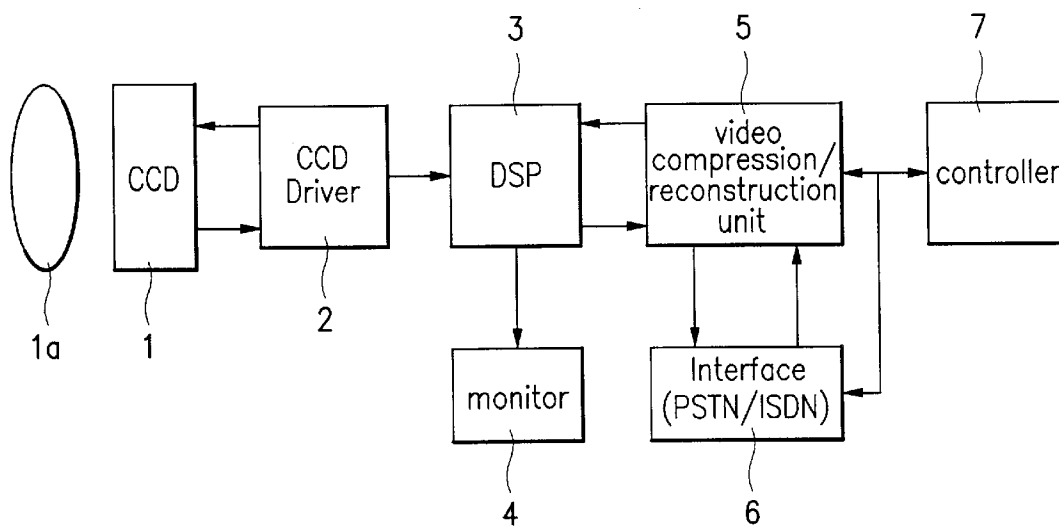 3
5
7
CCD
CCD
Driver
DSP
video
compression/
reconstruction
unit
controller
1a
1
2
monitor
Interface
(PSTN/ISDN)
4
6